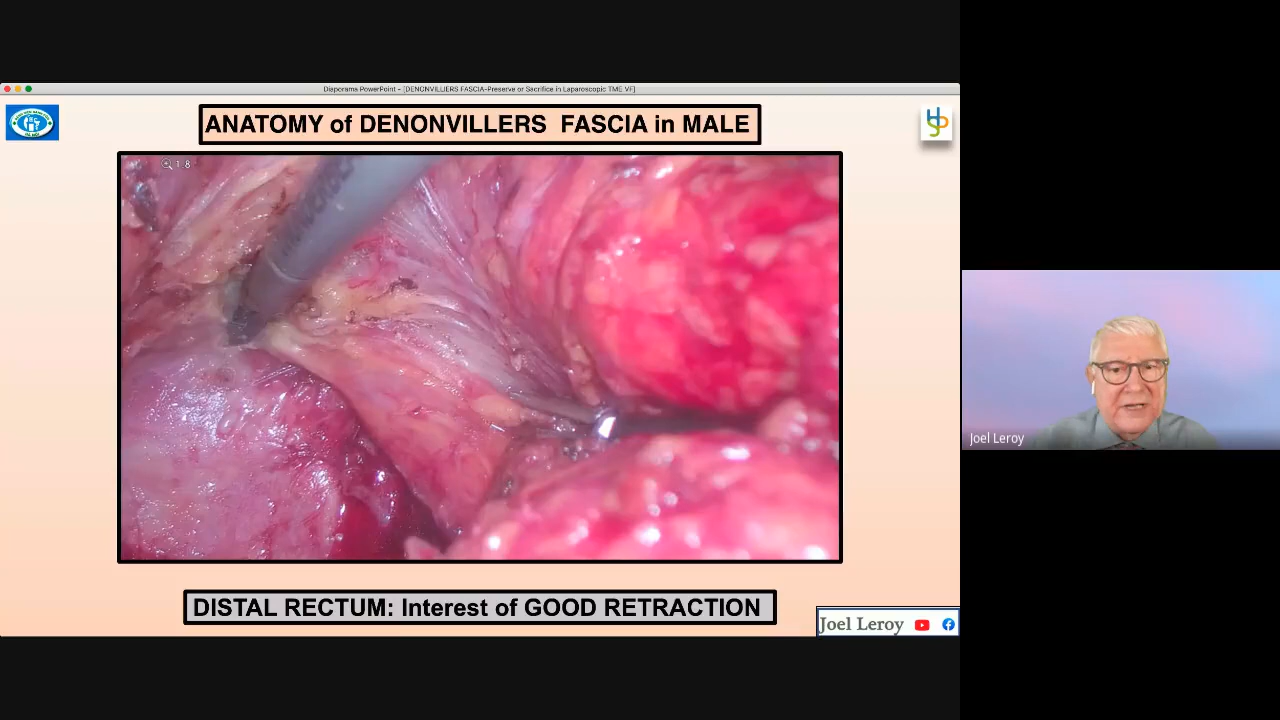 Diaporama PowerPoint - [DENONVILLIERS FASCIA-Preserve or Sacrifice in Laparoscopic TME VF]
ANATOMY of DENONVILLERS FASCIA in MALE
1.8
DISTAL RECTUM: Interest of GOOD RETRACTION
Joel Leroy
Joel Leroy